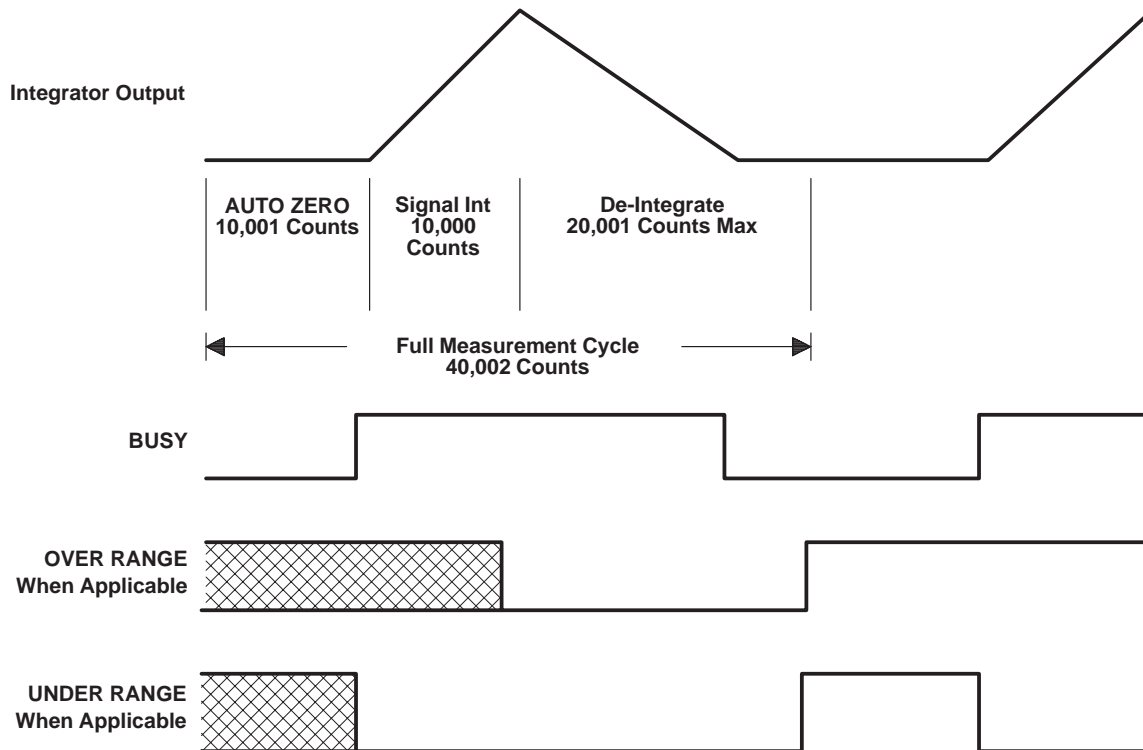 Integrator Output
AUTO ZERO
10,001 Counts
Signal Int
10,000
Counts
De-Integrate
20,001 Counts Max
Full Measurement Cycle
40,002 Counts
BUSY
OVER RANGE
When Applicable
UNDER RANGE
When Applicable